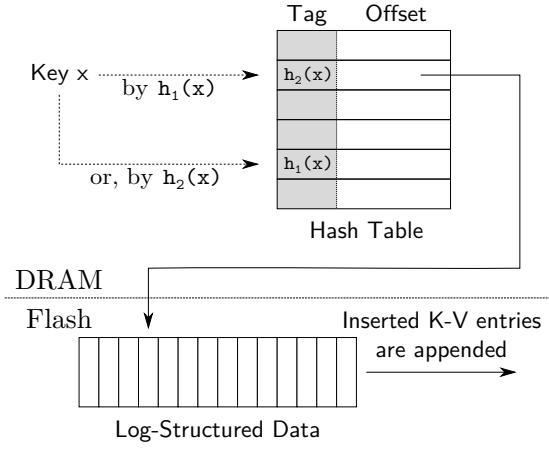 Tag Offset
Key x
by h₁(x)
h₂(x)
or, by h₂(x)
h₁(x)
Hash Table
DRAM
Flash
Inserted K-V entries
are appended
Log-Structured Data